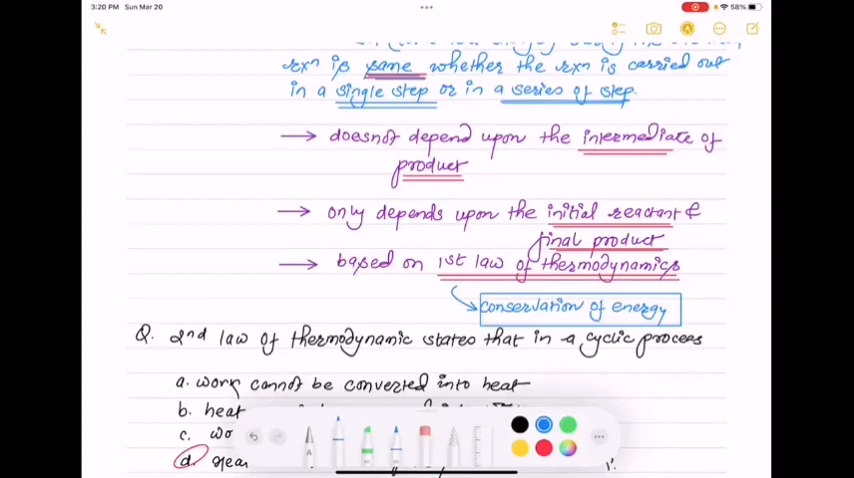 3:20 PM Sun Mar 20
58%
rxn is same whether the rxn is carried out
in a single step or in a series of step.
→ doesnot depend upon the intermediate of
product
→ only depends upon the initial reactant &
final product
→ based on 1st law of thermodynamics
conservation of energy
Q. 2nd law of thermodynamic states that in a cyclic process
a. work cannot be converted into heat
b. heat
c. wo
d.
A